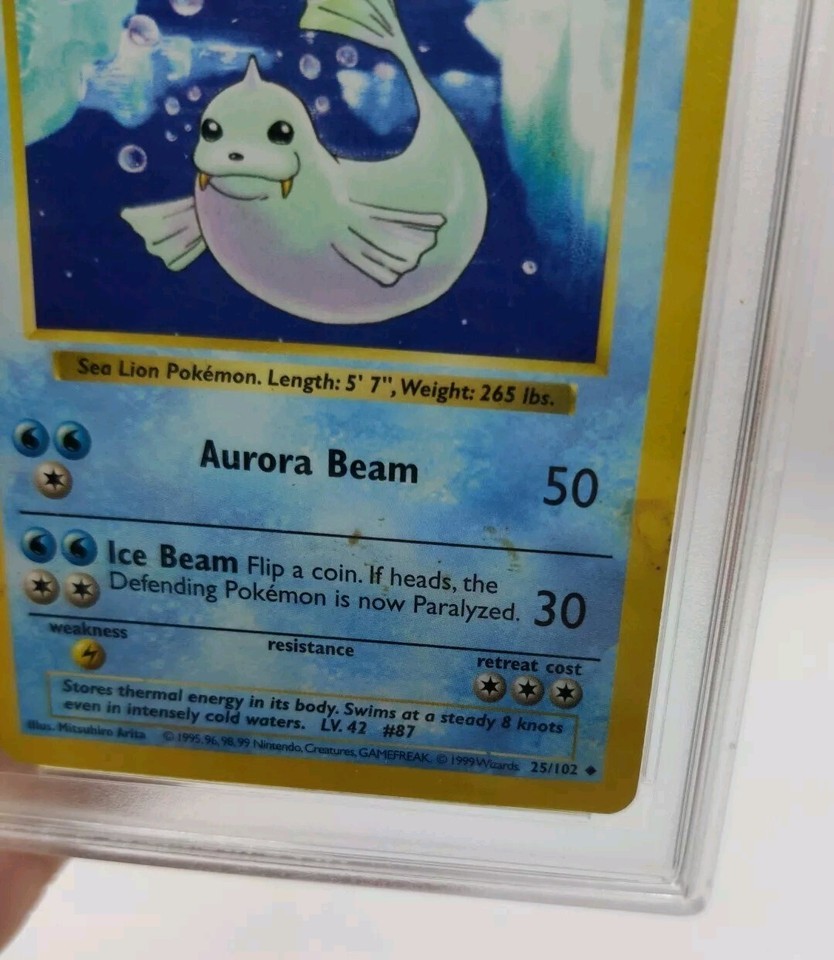 Sea Lion Pokémon. Length: 5' 7", Weight: 265 lbs.
Aurora Beam 50
Ice Beam Flip a coin. If heads, the
Defending Pokémon is now Paralyzed. 30
weakness
resistance
retreat cost
Stores thermal energy in its body. Swims at a steady 8 knots
even in intensely cold waters. LV. 42 #87
Illus. Mitsuhiro Arita © 1995, 96, 98, 99 Nintendo, Creatures, GAMEFREAK. © 1999 Wizards. 25/102